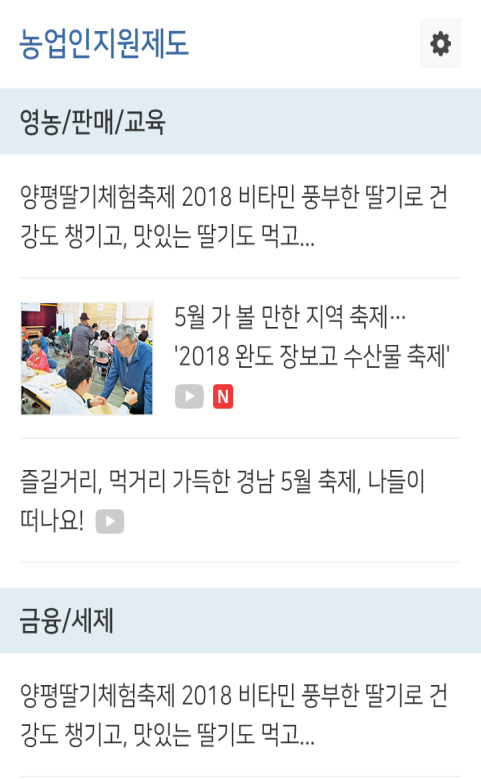 농업인지원제도
영농/판매/교육
양평딸기체험축제 2018 비타민 풍부한 딸기로 건
강도 챙기고, 맛있는 딸기도 먹고...
5월 가 볼 만한 지역 축제…
'2018 완도 장보고 수산물 축제'
N
즐길거리, 먹거리 가득한 경남 5월 축제, 나들이
떠나요!
금융/세제
양평딸기체험축제 2018 비타민 풍부한 딸기로 건
강도 챙기고, 맛있는 딸기도 먹고...